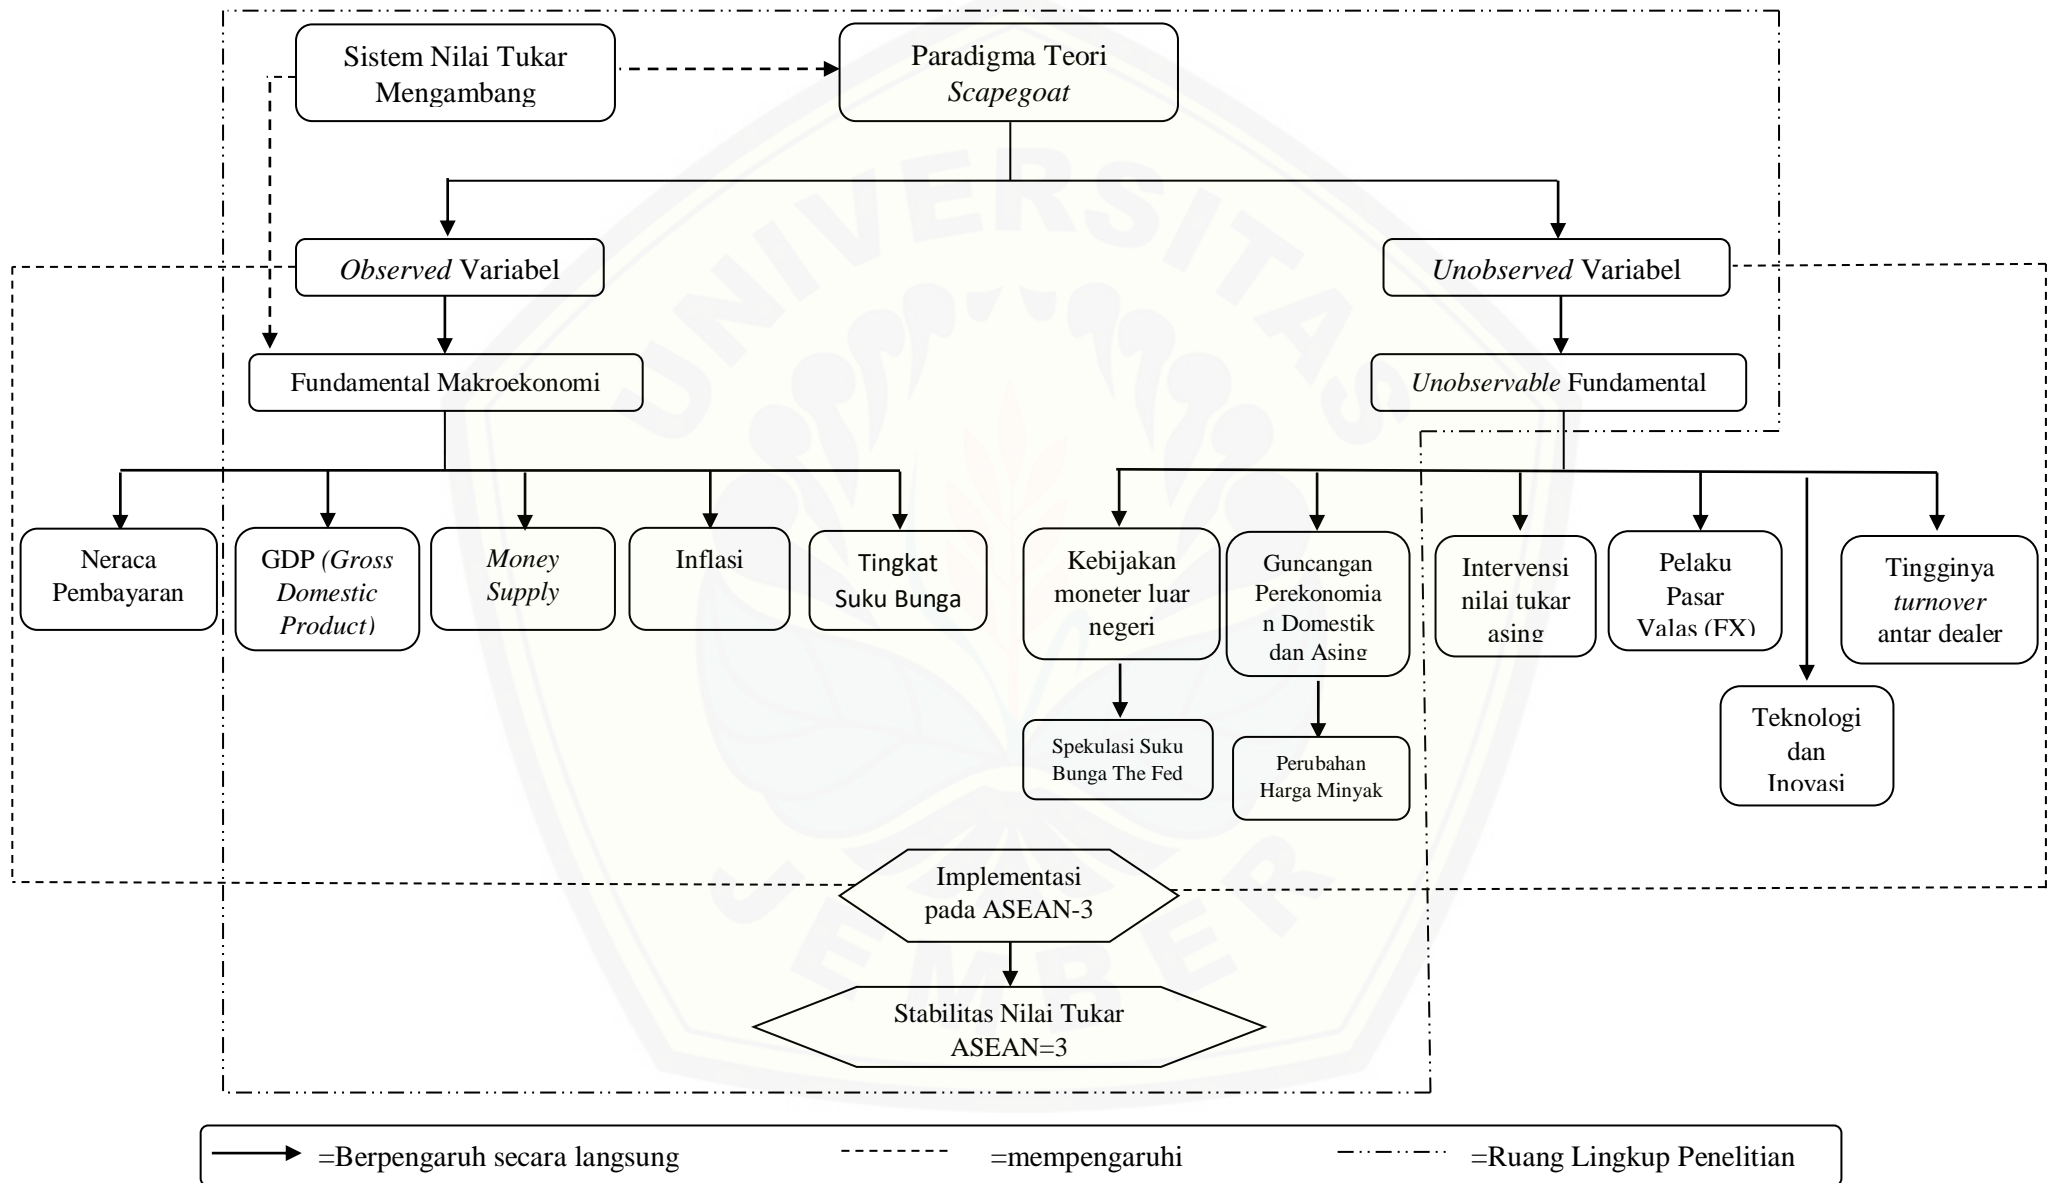 Sistem Nilai Tukar
Mengambang
Paradigma Teori
Scapegoat
Observed Variabel
Unobserved Variabel
Fundamental Makroekonomi
Unobservable Fundamental
Neraca
Pembayaran
GDP (Gross
Domestic
Product)
Money
Supply
Inflasi
Tingkat
Suku Bunga
Kebijakan
moneter luar
negeri
Guncangan
Perekonomia
n Domestik
dan Asing
Intervensi
nilai tukar
asing
Pelaku
Pasar
Valas (FX)
Tingginya
turnover
antar dealer
Spekulasi Suku
Bunga The Fed
Perubahan
Harga Minyak
Teknologi
dan
Inovasi
Implementasi
pada ASEAN-3
Stabilitas Nilai Tukar
ASEAN=3
=Berpengaruh secara langsung
=mempengaruhi
=Ruang Lingkup Penelitian
UNIVERSITAS
JEMBER